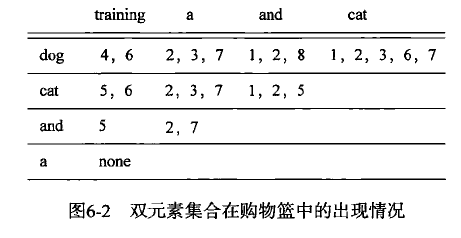 training a and cat
dog 4, 6 2, 3, 7 1, 2, 8 1, 2, 3, 6, 7
cat 5, 6 2, 3, 7 1, 2, 5
and 5 2, 7
a none
图6-2 双元素集合在购物篮中的出现情况